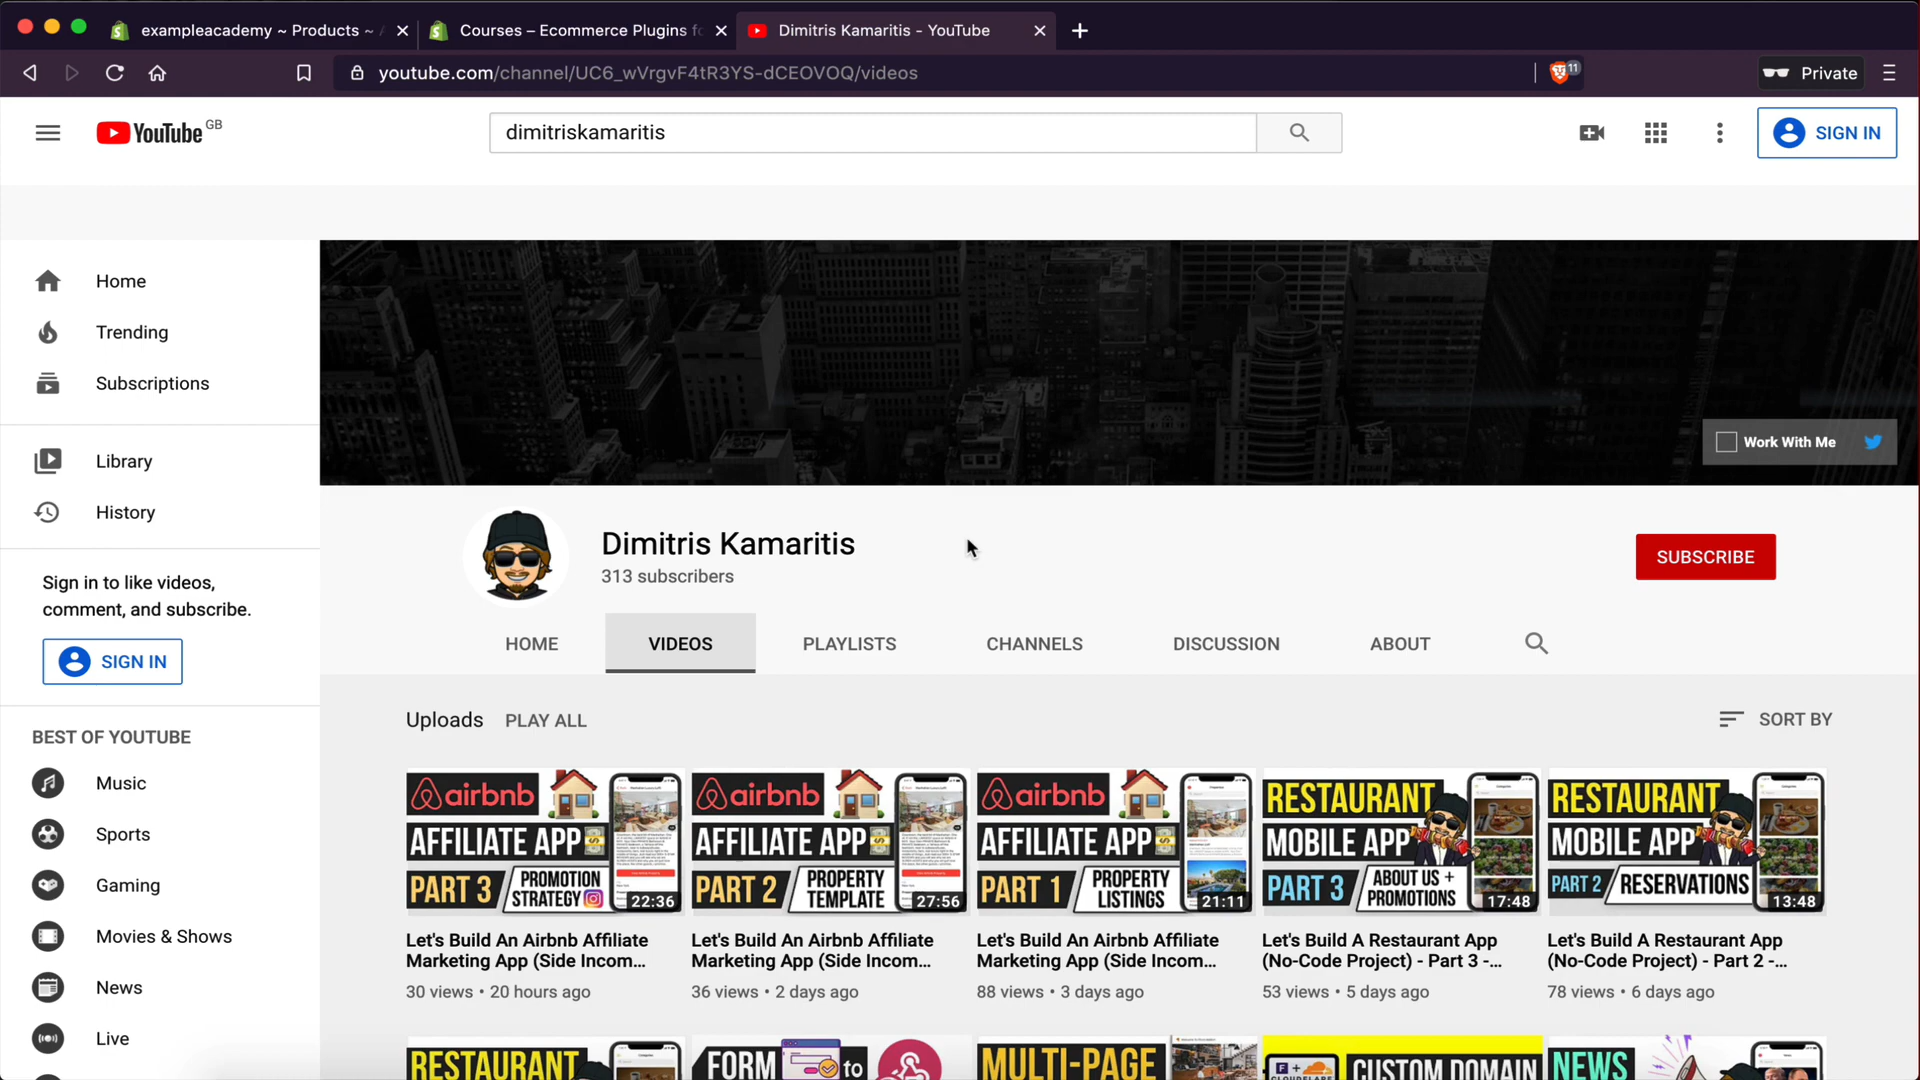 exampleacademy ~ Products ~
Courses – Ecommerce Plugins fo
Dimitris Kamaritis - YouTube
youtube.com/channel/UC6_wVrgvF4tR3YS-dCEOVOQ/videos
11
Private
YouTube GB
dimitriskamaritis
SIGN IN
Home
Trending
Subscriptions
Library
History
Sign in to like videos,
comment, and subscribe.
SIGN IN
BEST OF YOUTUBE
Music
Sports
Gaming
Movies & Shows
News
Live
Work With Me
Dimitris Kamaritis
313 subscribers
SUBSCRIBE
HOME
VIDEOS
PLAYLISTS
CHANNELS
DISCUSSION
ABOUT
Uploads
PLAY ALL
SORT BY
airbnb
AFFILIATE APP
PART 3
PROMOTION
STRATEGY
22:36
Let's Build An Airbnb Affiliate
Marketing App (Side Incom...
30 views • 20 hours ago
airbnb
AFFILIATE APP
PART 2
PROPERTY
TEMPLATE
27:56
Let's Build An Airbnb Affiliate
Marketing App (Side Incom...
36 views • 2 days ago
airbnb
AFFILIATE APP
PART 1
PROPERTY
LISTINGS
21:11
Let's Build An Airbnb Affiliate
Marketing App (Side Incom...
88 views • 3 days ago
RESTAURANT
MOBILE APP
PART 3
ABOUT US +
PROMOTIONS
17:48
Let's Build A Restaurant App
(No-Code Project) - Part 3 -...
53 views • 5 days ago
RESTAURANT
MOBILE APP
PART 2
RESERVATIONS
13:48
Let's Build A Restaurant App
(No-Code Project) - Part 2 -...
78 views • 6 days ago
RESTAURANT
FORM to
MULTI-PAGE
F +
CLOUDFLARE
CUSTOM DOMAIN
NEWS